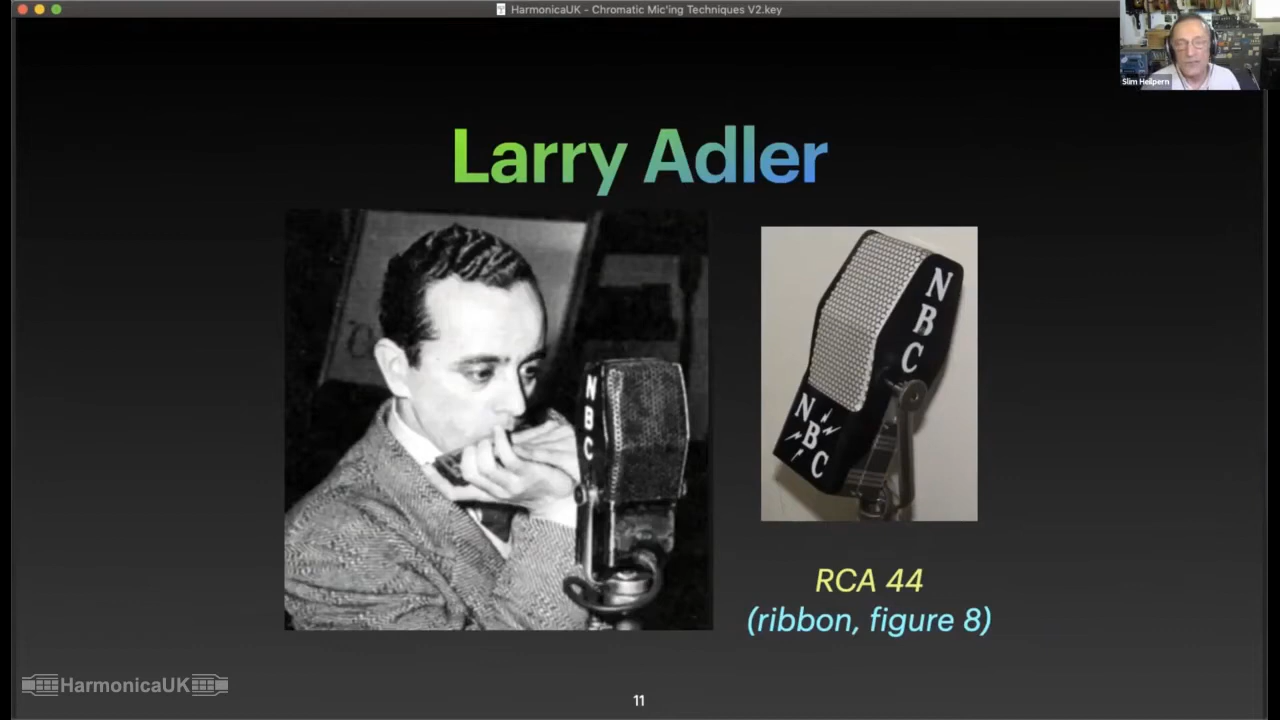 HarmonicaUK - Chromatic Mic'ing Techniques V2.key
Slim Heilpern
Larry Adler
NBC
NBC
NBC
RCA 44
(ribbon, figure 8)
HarmonicaUK
11